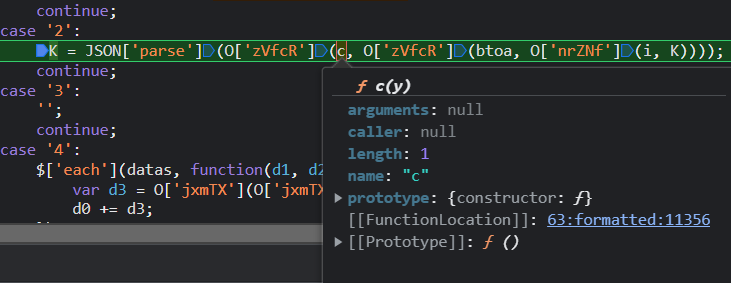 continue;
case '2':
K = JSON['parse'](O['zVfcR'](c, O['zVfcR'](btoa, O['nrZNf'](i, K))));
continue;
case '3':
'';
continue;
case '4':
$['each'](datas, function(d1, d2
var d3 = O['jxmTX'](O['jxmTX
d0 += d3;
f c(y)
arguments: null
caller: null
length: 1
name: "c"
prototype: {constructor: f}
[[FunctionLocation]]: 63:formatted:11356
[[Prototype]]: f ()